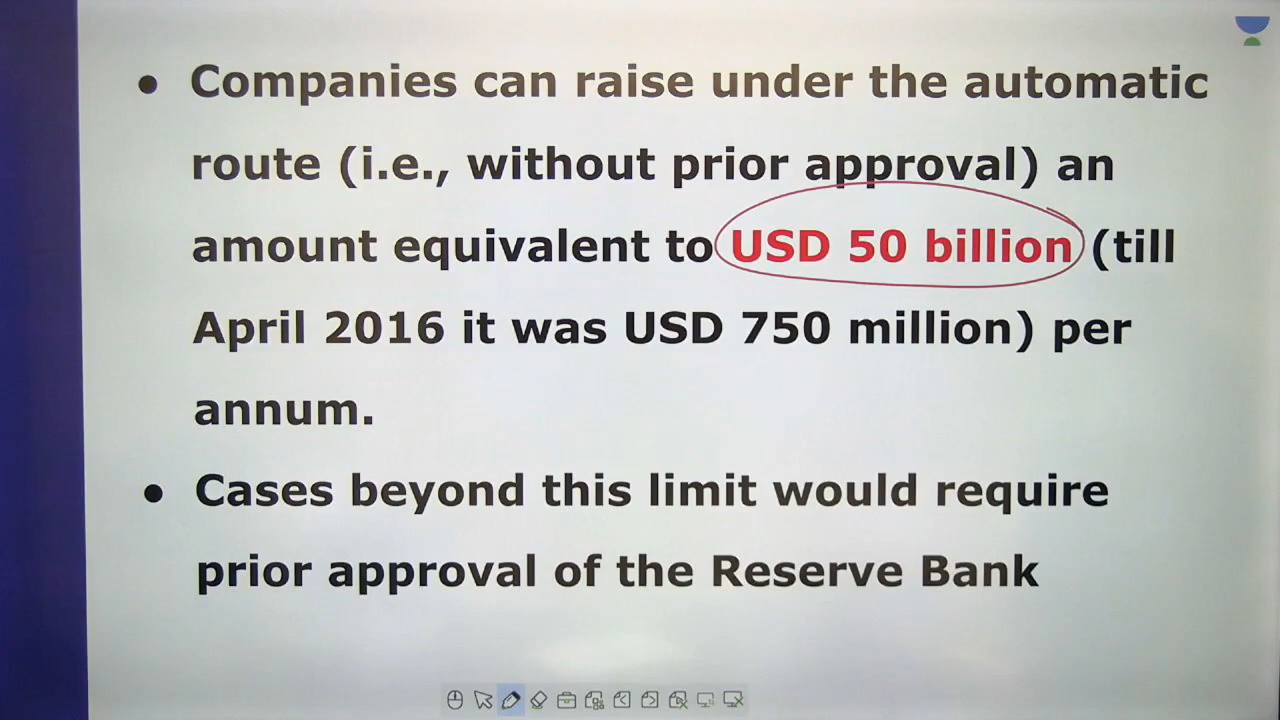 ● Companies can raise under the automatic
route (i.e., without prior approval) an
amount equivalent to USD 50 billion (till
April 2016 it was USD 750 million) per
annum.
● Cases beyond this limit would require
prior approval of the Reserve Bank